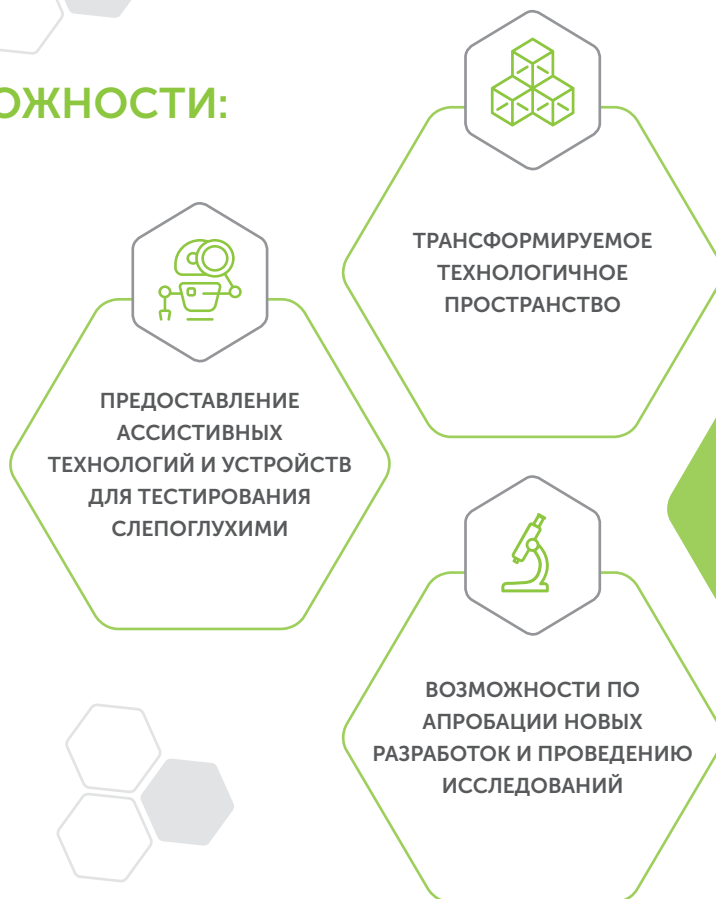 ОЖНОСТИ:
ТРАНСФОРМИРУЕМОЕ
ТЕХНОЛОГИЧНОЕ
ПРОСТРАНСТВО
ПРЕДОСТАВЛЕНИЕ
АССИСТИВНЫХ
ТЕХНОЛОГИЙ И УСТРОЙСТВ
ДЛЯ ТЕСТИРОВАНИЯ
СЛЕПОГЛУХИМИ
ВОЗМОЖНОСТИ ПО
АПРОБАЦИИ НОВЫХ
РАЗРАБОТОК И ПРОВЕДЕНИЮ
ИССЛЕДОВАНИЙ